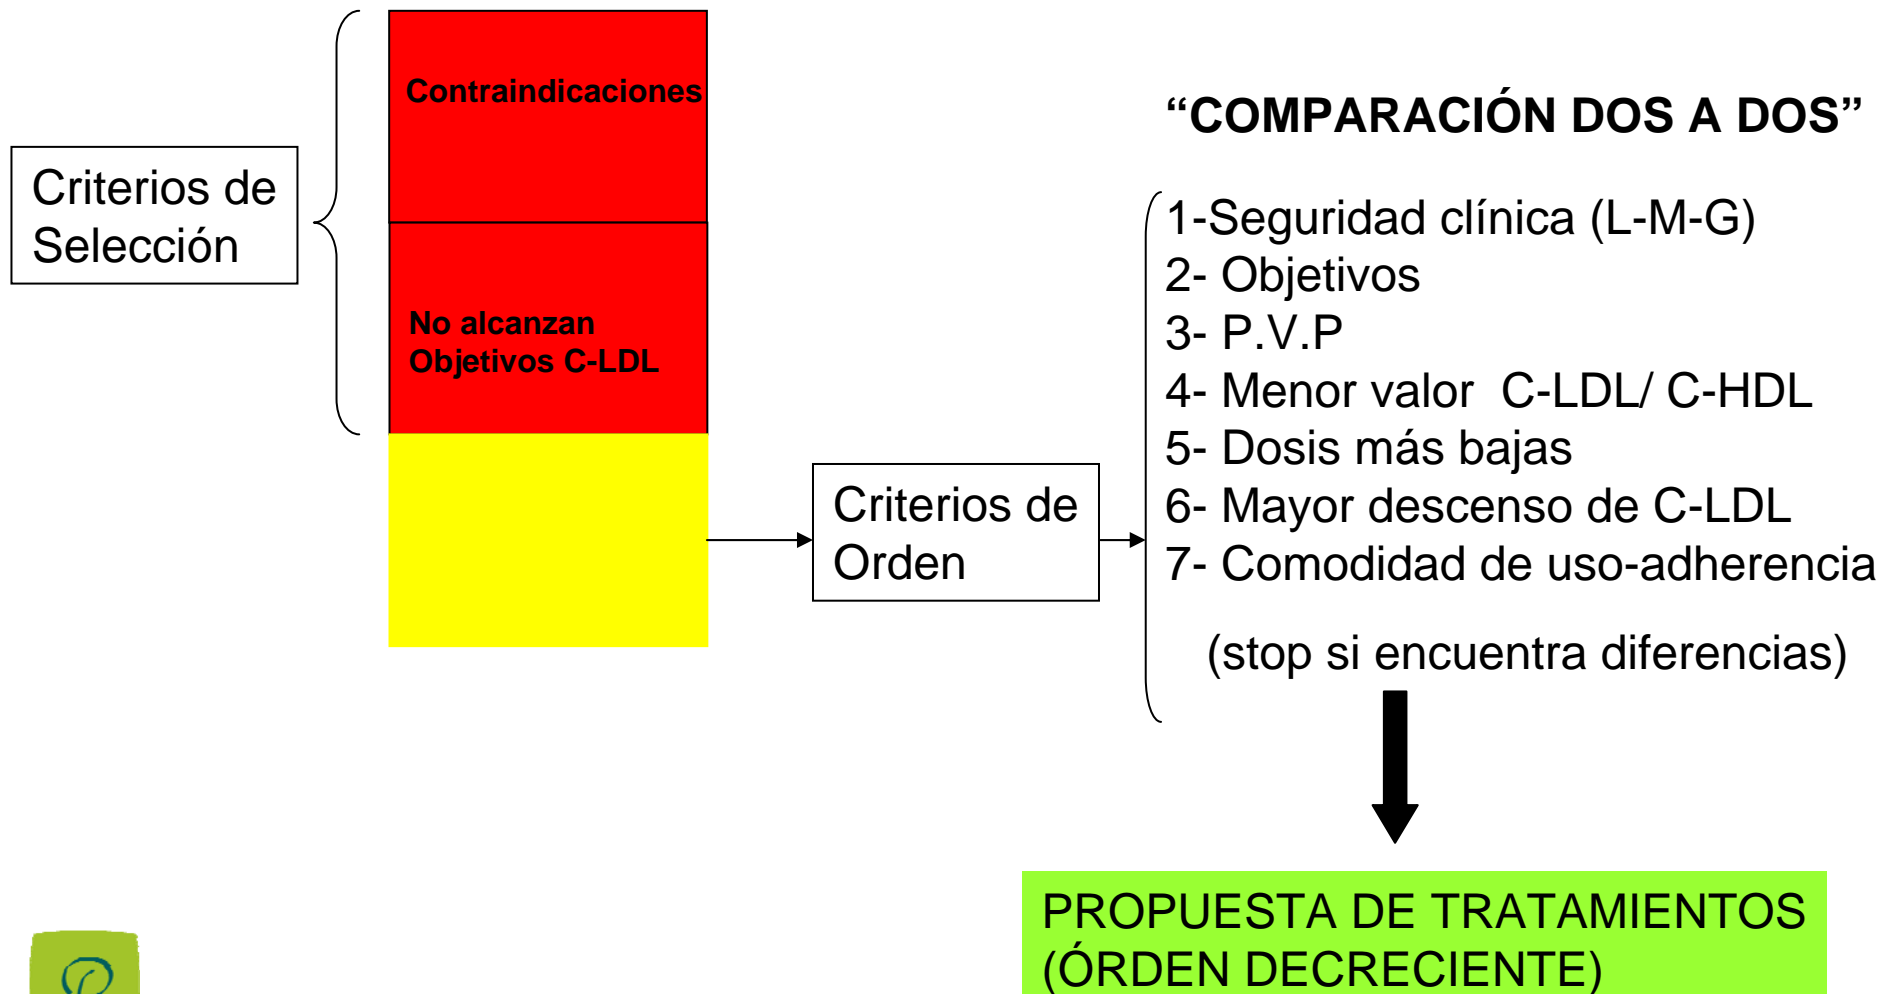 Criterios de
Selección
Contraindicaciones
No alcanzan
Objetivos C-LDL
Criterios de
Orden
“COMPARACIÓN DOS A DOS”
1-Seguridad clínica (L-M-G)
2- Objetivos
3- P.V.P
4- Menor valor C-LDL/ C-HDL
5- Dosis más bajas
6- Mayor descenso de C-LDL
7- Comodidad de uso-adherencia
(stop si encuentra diferencias)
PROPUESTA DE TRATAMIENTOS
(ÓRDEN DECRECIENTE)